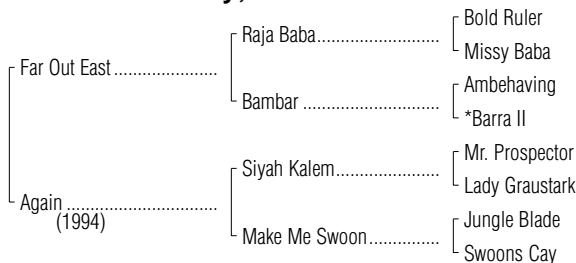 Bold Ruler
Raja Baba
Missy Baba
Far Out East
Ambehaving
Bambar
*Barra II
Mr. Prospector
Siyah Kalem
Lady Graustark
Again
(1994)
Jungle Blade
Make Me Swoon
Swoons Cay